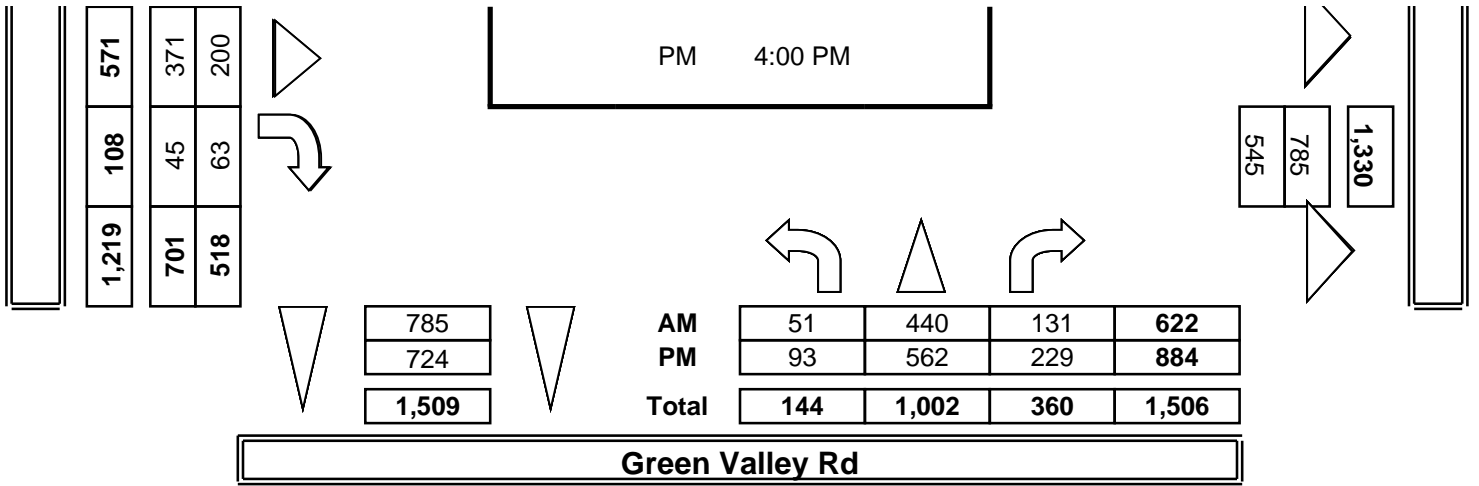 571 371 200
PM 4:00 PM
108 45 63
545 785 1,330
1,219 701 518
785 AM 51 440 131 622
724 PM 93 562 229 884
1,509 Total 144 1,002 360 1,506
Green Valley Rd